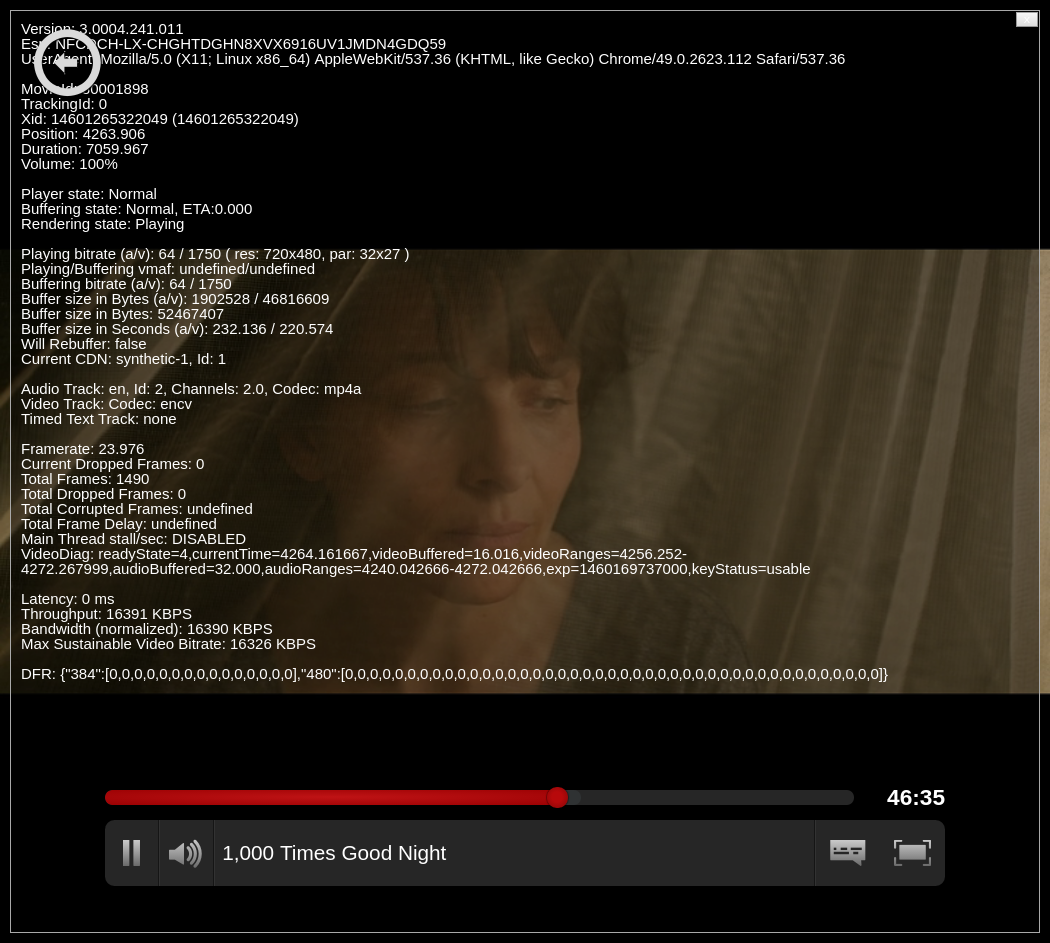 Version: 3.0004.241.011
Esn: NFCDCH-LX-CHGHTDGHN8XVX6916UV1JMDN4GDQ59
UserAgent: Mozilla/5.0 (X11; Linux x86_64) AppleWebKit/537.36 (KHTML, like Gecko) Chrome/49.0.2623.112 Safari/537.36
TrackingId: 0
Xid: 14601265322049 (14601265322049)
Position: 4263.906
Duration: 7059.967
Volume: 100%
Player state: Normal
Buffering state: Normal, ETA:0.000
Rendering state: Playing
Playing bitrate (a/v): 64 / 1750 ( res: 720x480, par: 32x27 )
Playing/Buffering vmaf: undefined/undefined
Buffering bitrate (a/v): 64 / 1750
Buffer size in Bytes (a/v): 1902528 / 46816609
Buffer size in Bytes: 52467407
Buffer size in Seconds (a/v): 232.136 / 220.574
Will Rebuffer: false
Current CDN: synthetic-1, Id: 1
Audio Track: en, Id: 2, Channels: 2.0, Codec: mp4a
Video Track: Codec: encv
Timed Text Track: none
Framerate: 23.976
Current Dropped Frames: 0
Total Frames: 1490
Total Dropped Frames: 0
Total Corrupted Frames: undefined
Total Frame Delay: undefined
Main Thread stall/sec: DISABLED
VideoDiag: readyState=4,currentTime=4264.161667,videoBuffered=16.016,videoRanges=4256.252-
4272.267999,audioBuffered=32.000,audioRanges=4240.042666-4272.042666,exp=1460169737000,keyStatus=usable
Latency: 0 ms
Throughput: 16391 KBPS
Bandwidth (normalized): 16390 KBPS
Max Sustainable Video Bitrate: 16326 KBPS
DFR: {"384":[0,0,0,0,0,0,0,0,0,0,0,0,0,0,0],"480":[0,0,0,0,0,0,0,0,0,0,0,0,0,0,0,0,0,0,0,0,0,0,0,0,0,0,0,0,0,0,0,0,0,0,0,0,0,0,0,0,0,0,0]}
46:35
1,000 Times Good Night